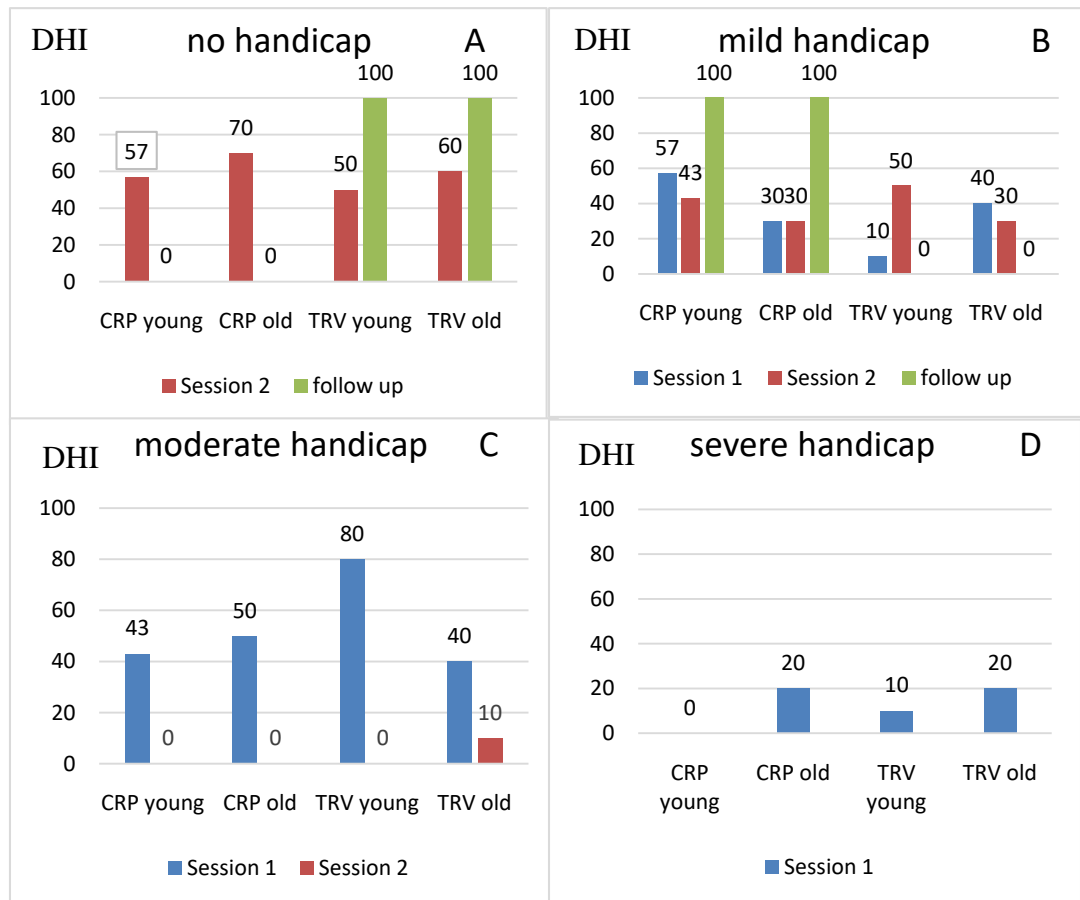 DHI no handicap A
100 100
100
80
60
40
20
0
57 70 50 60
0 0
CRP young CRP old TRV young TRV old
Session 2 follow up
DHI mild handicap B
100 100
100
80
60
40
20
0
57 43 30 30 10 50 0 40 30 0
CRP young CRP old TRV young TRV old
Session 1 Session 2 follow up
DHI moderate handicap C
100
80
60
40
20
0
43 0 50 0 80 0 40 10
CRP young CRP old TRV young TRV old
Session 1 Session 2
DHI severe handicap D
100
80
60
40
20
0
0 20 10 20
CRP CRP old TRV TRV old
young young
Session 1